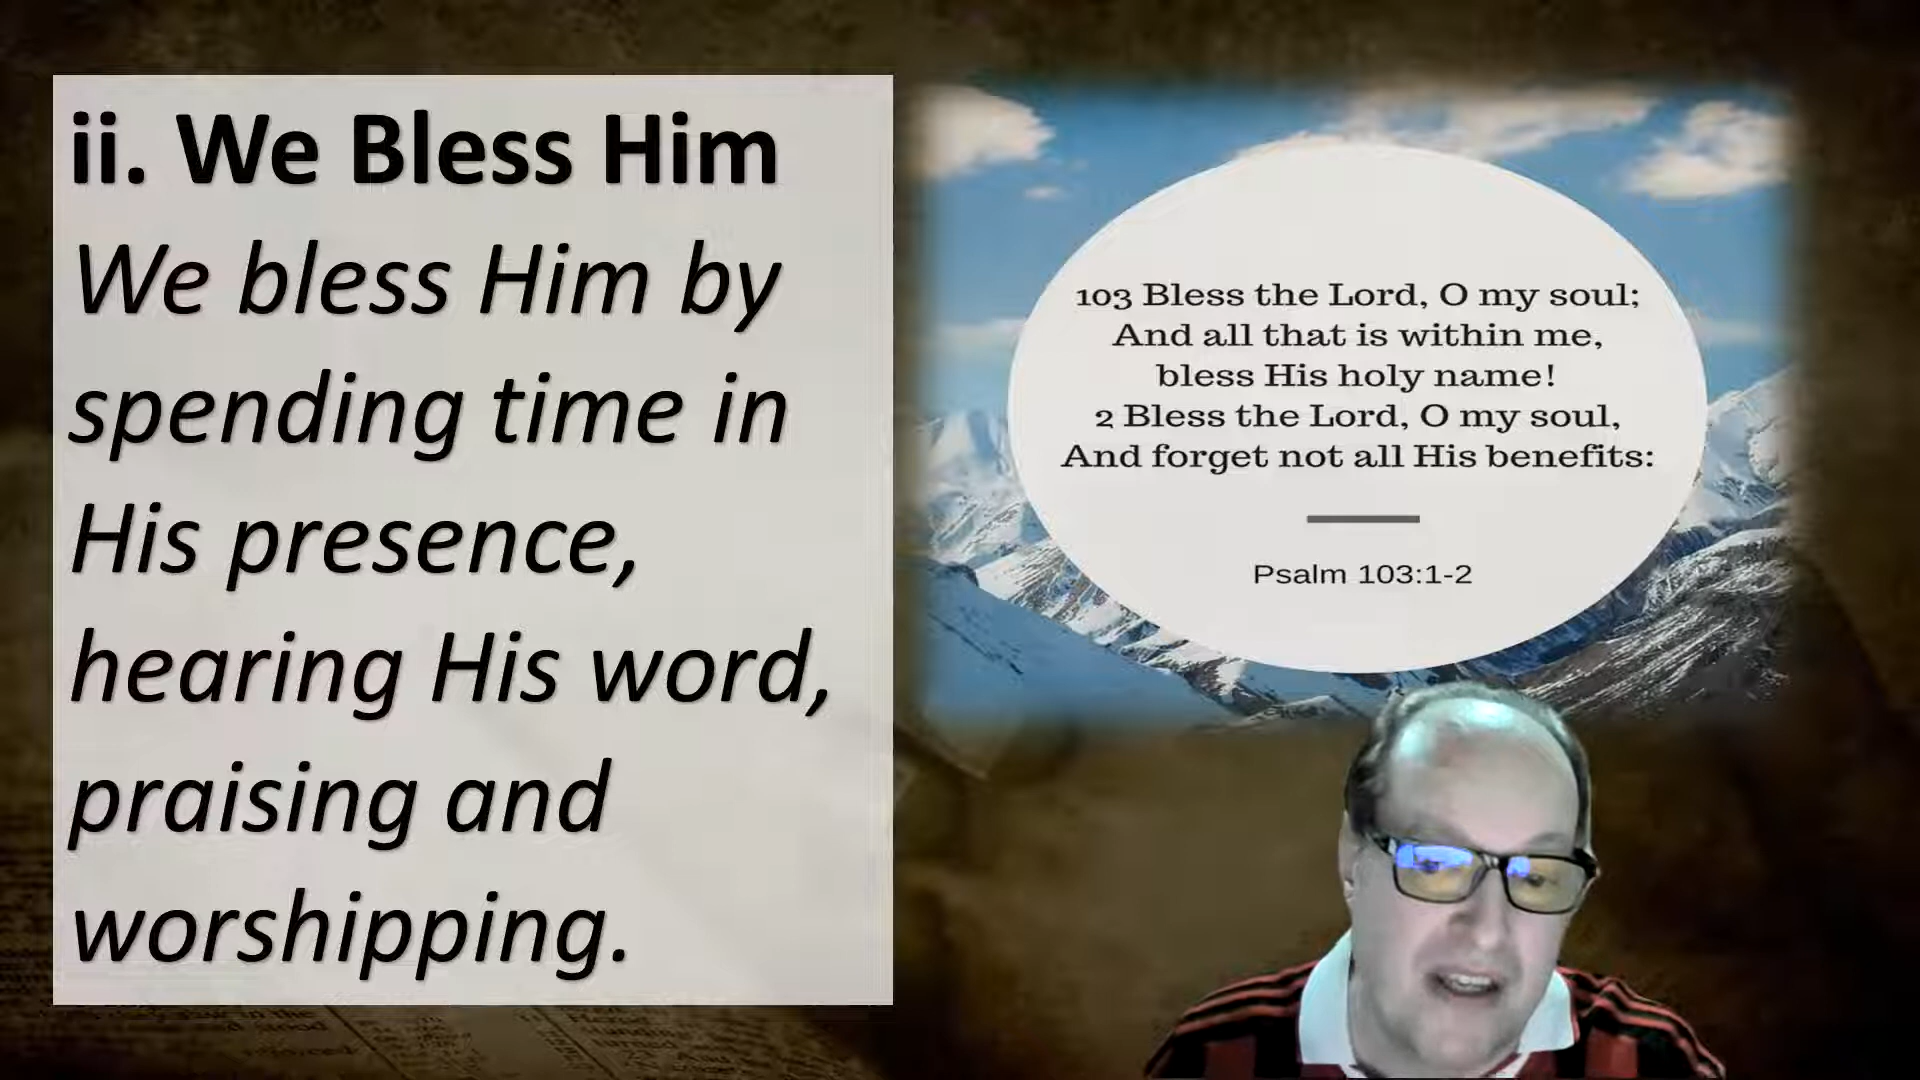 ii. We Bless Him
We bless Him by
spending time in
His presence,
hearing His word,
praising and
worshipping.
103 Bless the Lord, O my soul;
And all that is within me,
bless His holy name!
2 Bless the Lord, O my soul,
And forget not all His benefits:
Psalm 103:1-2